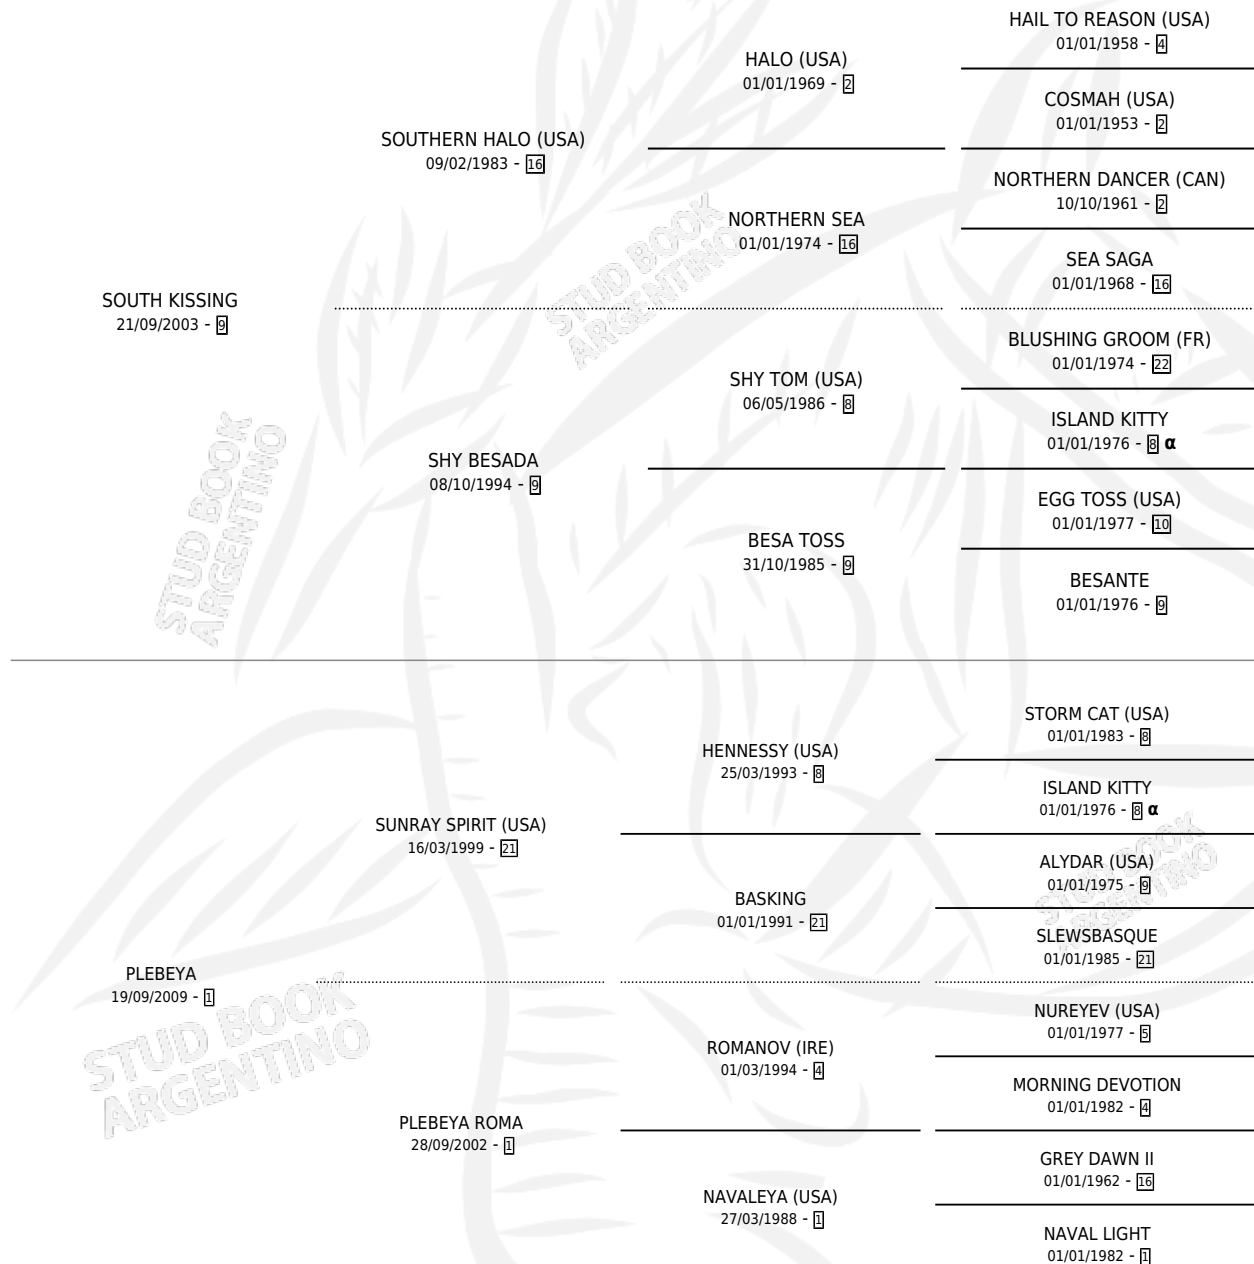 HAIL TO REASON (USA)
01/01/1958 - 4
HALO (USA)
01/01/1969 - 2
COSMAH (USA)
01/01/1953 - 2
SOUTHERN HALO (USA)
09/02/1983 - 16
NORTHERN DANCER (CAN)
10/10/1961 - 2
NORTHERN SEA
01/01/1974 - 16
SEA SAGA
01/01/1968 - 16
SOUTH KISSING
21/09/2003 - 9
BLUSHING GROOM (FR)
01/01/1974 - 22
SHY TOM (USA)
06/05/1986 - 8
ISLAND KITTY
01/01/1976 - 8 α
SHY BESADA
08/10/1994 - 9
EGG TOSS (USA)
01/01/1977 - 10
BESA TOSS
31/10/1985 - 9
BESANTE
01/01/1976 - 9
STORM CAT (USA)
01/01/1983 - 8
HENNESSY (USA)
25/03/1993 - 8
ISLAND KITTY
01/01/1976 - 8 α
SUNRAY SPIRIT (USA)
16/03/1999 - 21
ALYDAR (USA)
01/01/1975 - 9
BASKING
01/01/1991 - 21
SLEWSBASQUE
01/01/1985 - 21
PLEBEYA
19/09/2009 - 1
NUREYEV (USA)
01/01/1977 - 5
ROMANOV (IRE)
01/03/1994 - 4
MORNING DEVOTION
01/01/1982 - 4
PLEBEYA ROMA
28/09/2002 - 1
GREY DAWN II
01/01/1962 - 16
NAVALEYA (USA)
27/03/1988 - 1
NAVAL LIGHT
01/01/1982 - 1
STUD BOOK
ARGENTINO
STUD BOOK
ARGENTINO
STUD BOOK
ARGENTINO
STUD BOOK
ARGENTINO